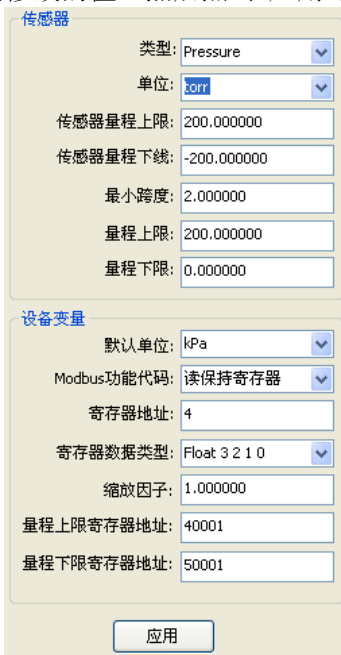 传感器
类型: Pressure
单位: torr
传感器量程上限: 200.000000
传感器量程下线: -200.000000
最小跨度: 2.000000
量程上限: 200.000000
量程下限: 0.000000
设备变量
默认单位: kPa
Modbus功能代码: 读保持寄存器
寄存器地址: 4
寄存器数据类型: Float 3 2 1 0
缩放因子: 1.000000
量程上限寄存器地址: 40001
量程下限寄存器地址: 50001
应用